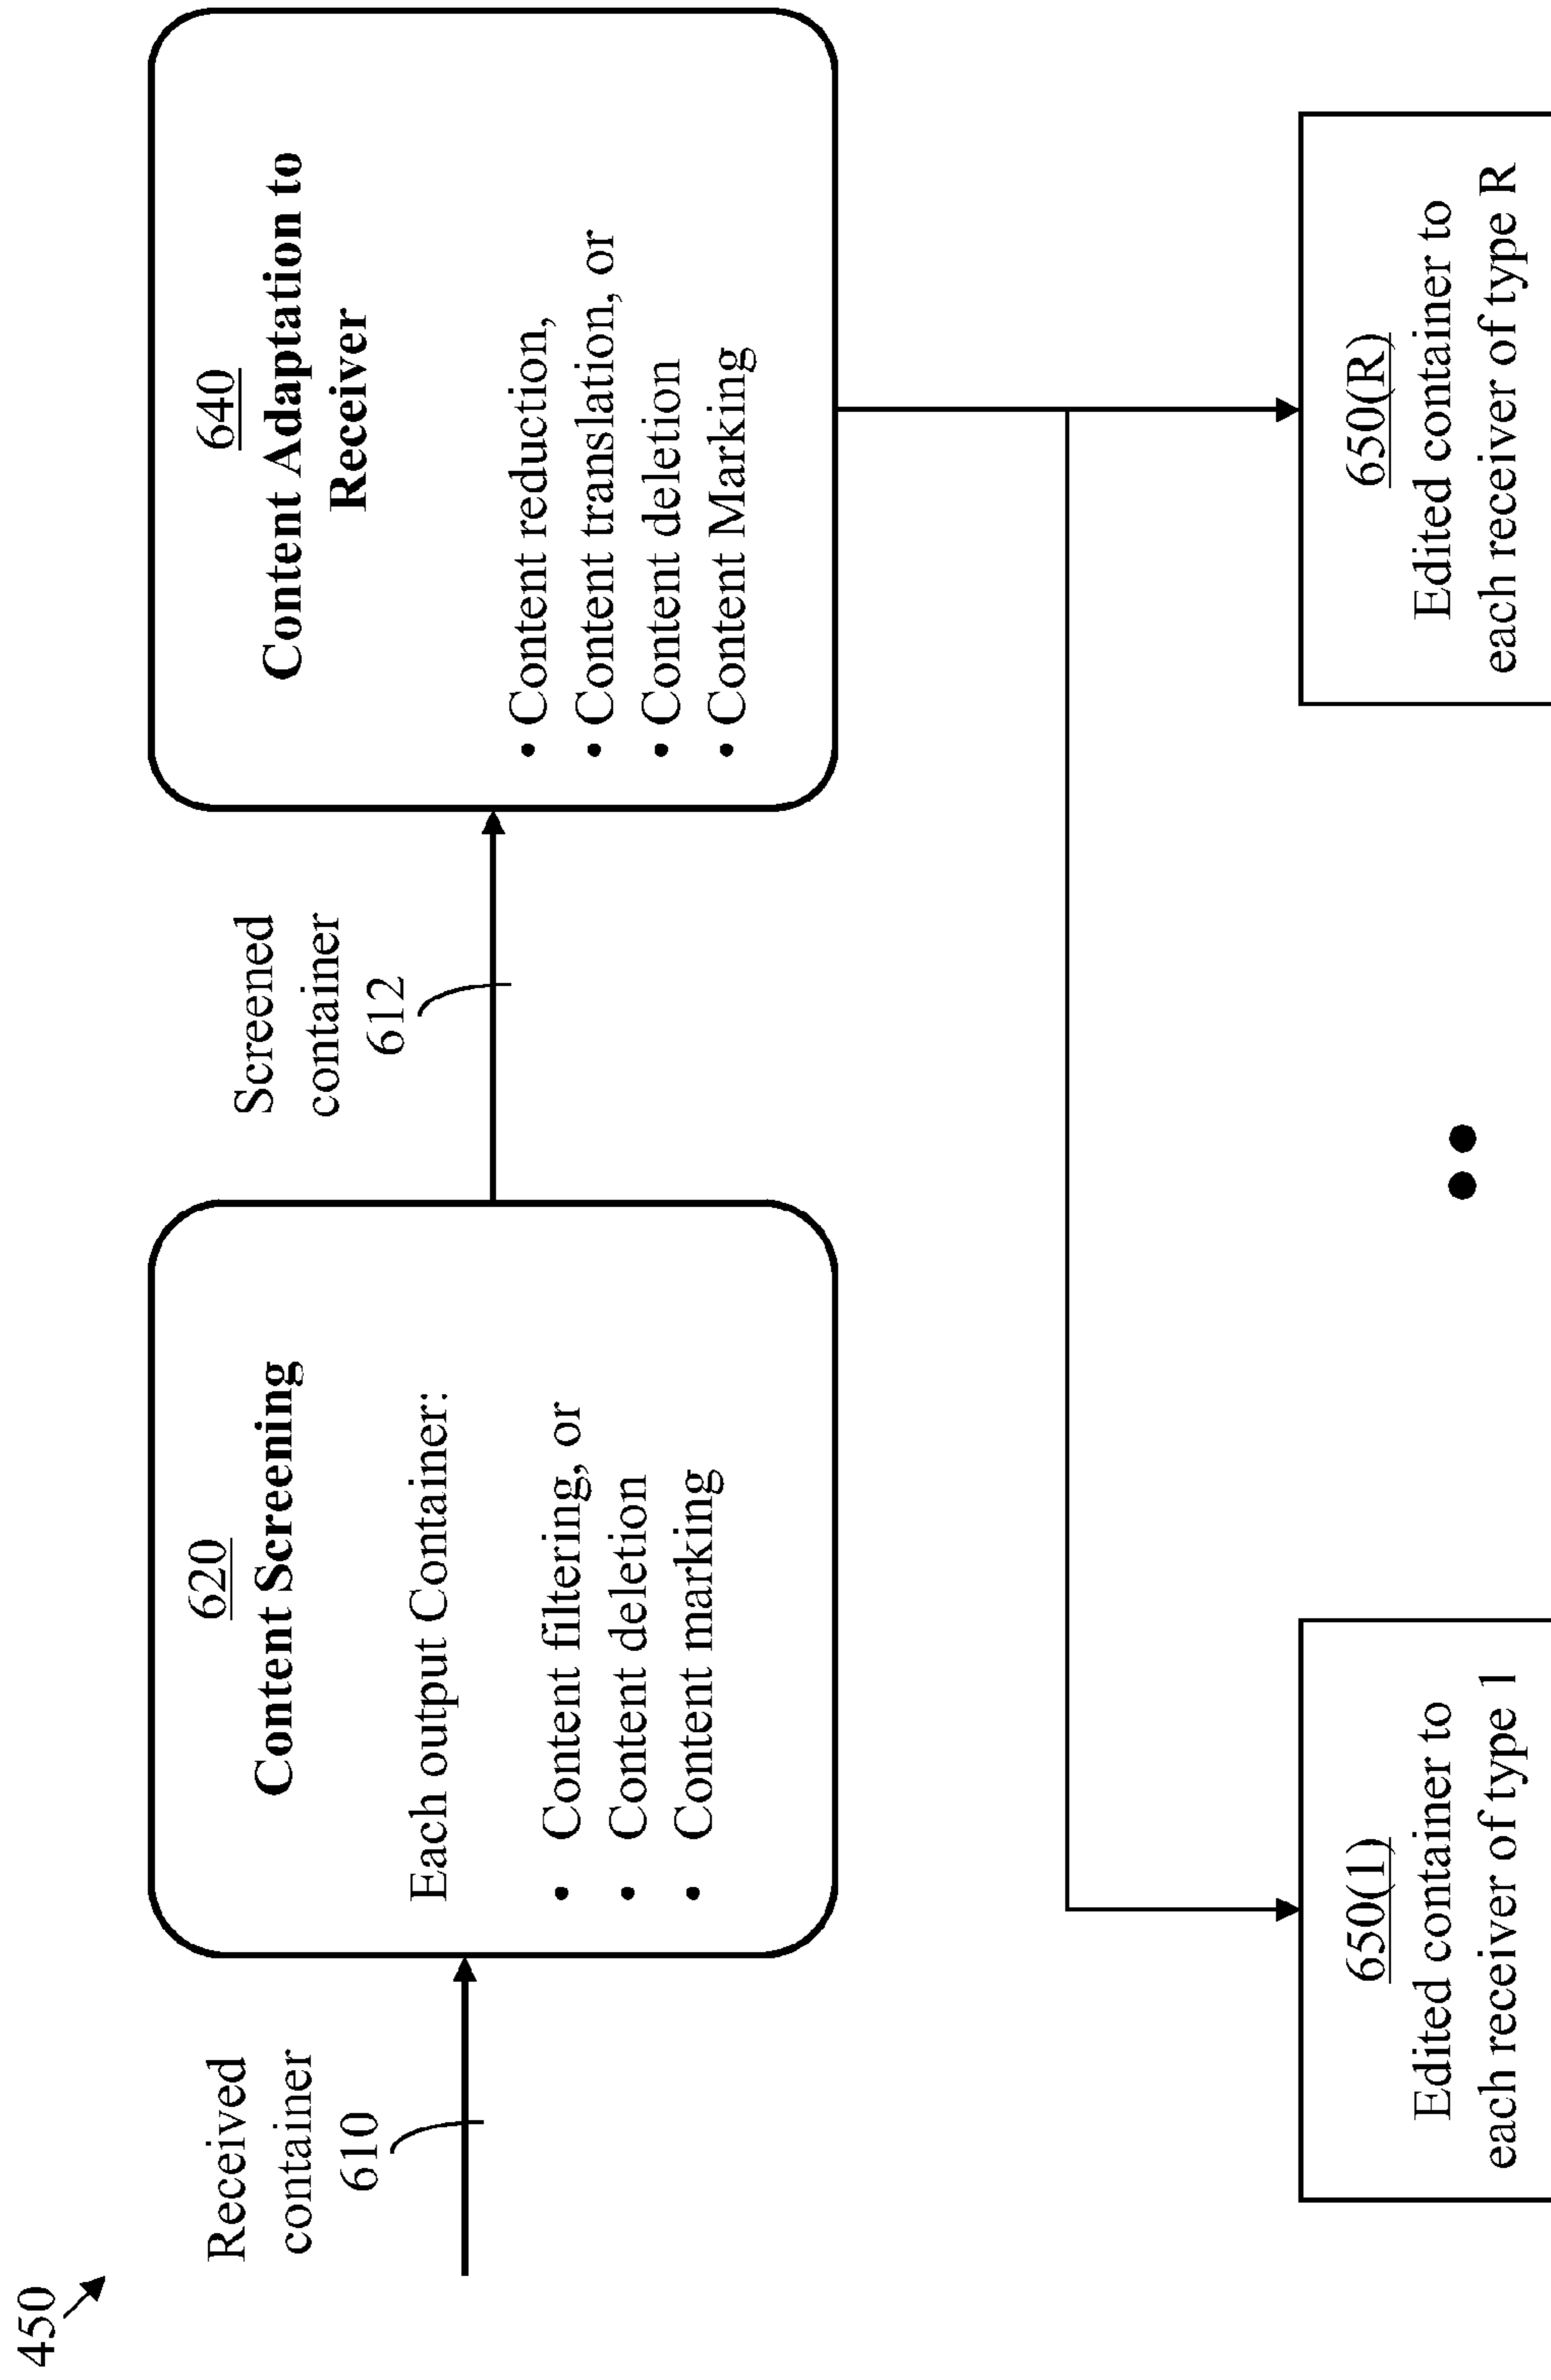 450
Received
container
610
620
Content Screening
Each output Container:
• Content filtering, or
• Content deletion
• Content marking
Screened
container
612
640
Content Adaptation to
Receiver
• Content reduction,
• Content translation, or
• Content deletion
• Content Marking
650(1)
Edited container to
each receiver of type 1
650(R)
Edited container to
each receiver of type R